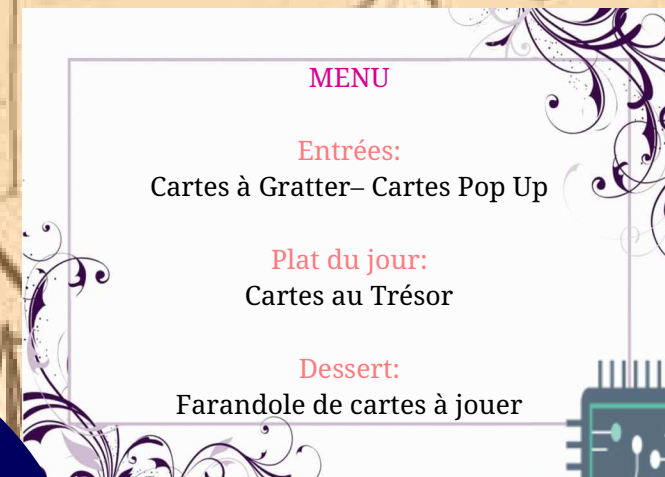 MENU
Entrées:
Cartes à Gratter– Cartes Pop Up
Plat du jour:
Cartes au Trésor
Dessert:
Farandole de cartes à jouer